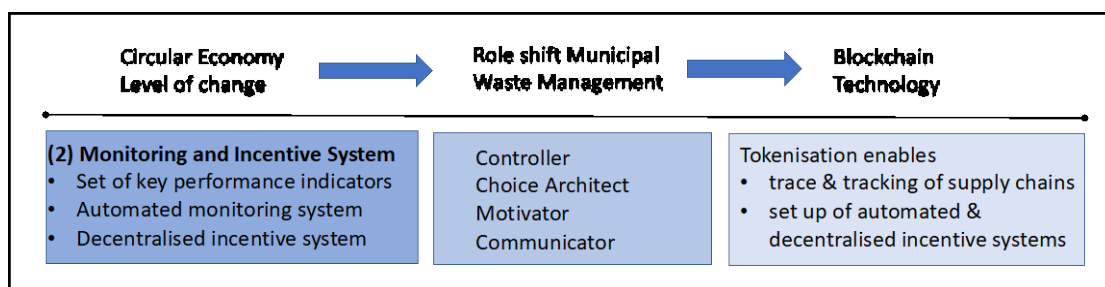 Circular Economy
Level of change
Role shift Municipal
Waste Management
Blockchain
Technology
(2) Monitoring and Incentive System
• Set of key performance indicators
• Automated monitoring system
• Decentralised incentive system
Controller
Choice Architect
Motivator
Communicator
Tokenisation enables
• trace & tracking of supply chains
• set up of automated &
decentralised incentive systems